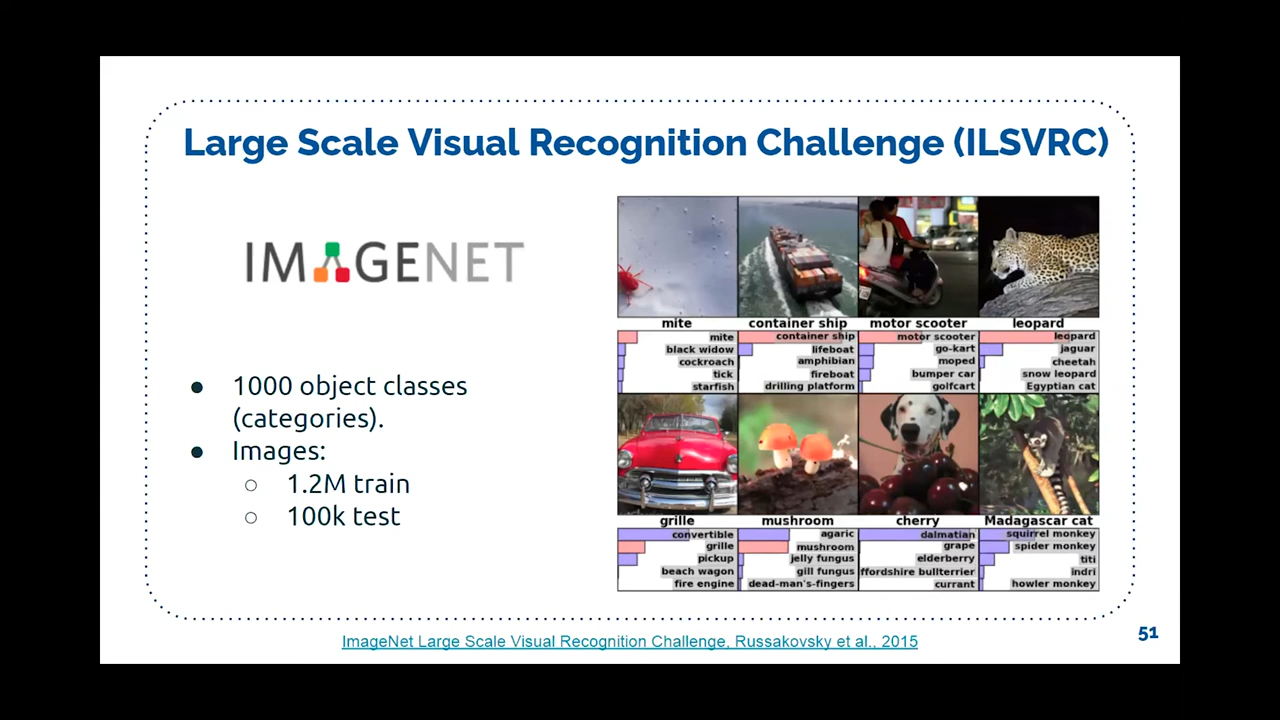 Large Scale Visual Recognition Challenge (ILSVRC)
IMAGENET
● 1000 object classes
(categories).
● Images:
○ 1.2M train
○ 100k test
mite
container ship
motor scooter
leopard
mite
black widow
cockroach
tick
starfish
container ship
lifeboat
amphibian
fireboat
drilling platform
motor scooter
go-kart
moped
bumper car
golfcart
leopard
jaguar
cheetah
snow leopard
Egyptian cat
grille
mushroom
cherry
Madagascar cat
convertible
grille
pickup
beach wagon
fire engine
agaric
mushroom
jelly fungus
gill fungus
dead-man's-fingers
dalmatian
grape
elderberry
ffordshire bullterrier
currant
squirrel monkey
spider monkey
titi
indri
howler monkey
ImageNet Large Scale Visual Recognition Challenge, Russakovsky et al., 2015
51